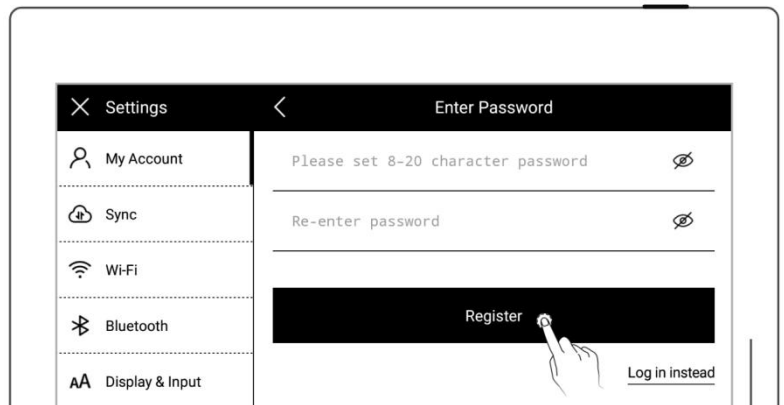 Settings
Enter Password
My Account
Please set 8-20 character password
Sync
Re-enter password
Wi-Fi
Bluetooth
Register
Display & Input
Log in instead